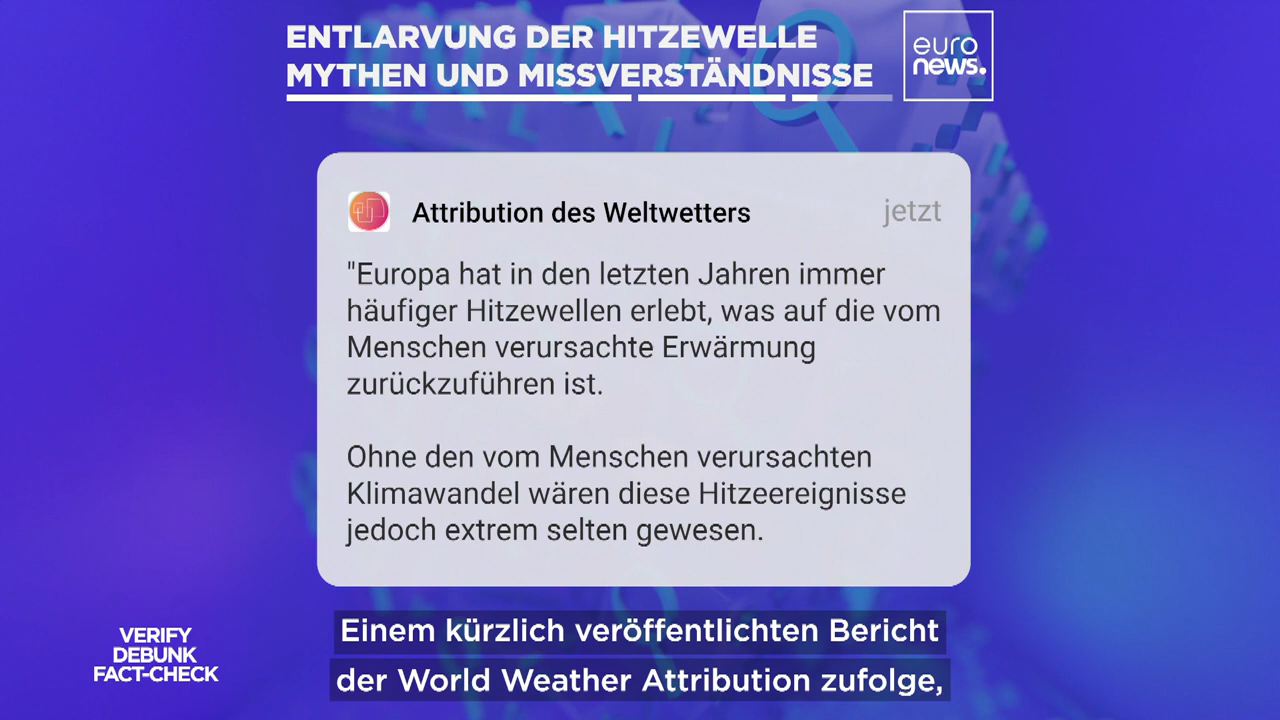 ENTLARVUNG DER HITZEWELLE
MYTHEN UND MISSVERSTÄNDNISSE
euro
news.
Attribution des Weltwetters
jetzt
"Europa hat in den letzten Jahren immer
häufiger Hitzewellen erlebt, was auf die vom
Menschen verursachte Erwärmung
zurückzuführen ist.
Ohne den vom Menschen verursachten
Klimawandel wären diese Hitzeereignisse
jedoch extrem selten gewesen.
Einem kürzlich veröffentlichten Bericht
der World Weather Attribution zufolge,
VERIFY
DEBUNK
FACT-CHECK